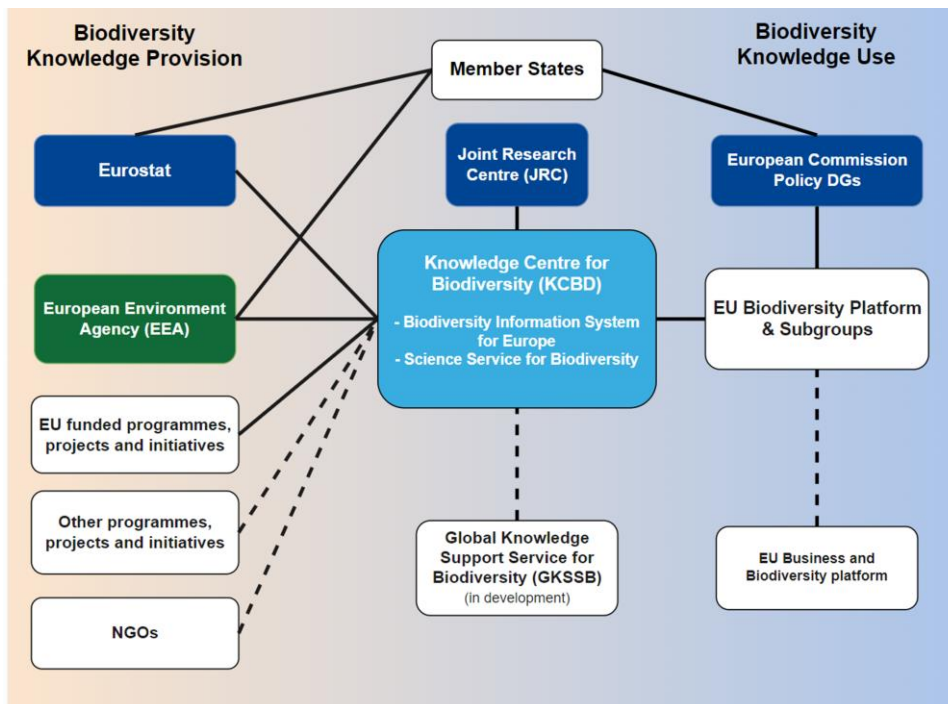 Biodiversity
Knowledge Provision
Biodiversity
Knowledge Use
Member States
Eurostat
Joint Research
Centre (JRC)
European Commission
Policy DGs
European Environment
Agency (EEA)
Knowledge Centre for
Biodiversity (KCBD)
- Biodiversity Information System
for Europe
- Science Service for Biodiversity
EU Biodiversity Platform
& Subgroups
EU funded programmes,
projects and initiatives
Other programmes,
projects and initiatives
NGOs
Global Knowledge
Support Service for
Biodiversity (GKSSB)
(in development)
EU Business and
Biodiversity platform